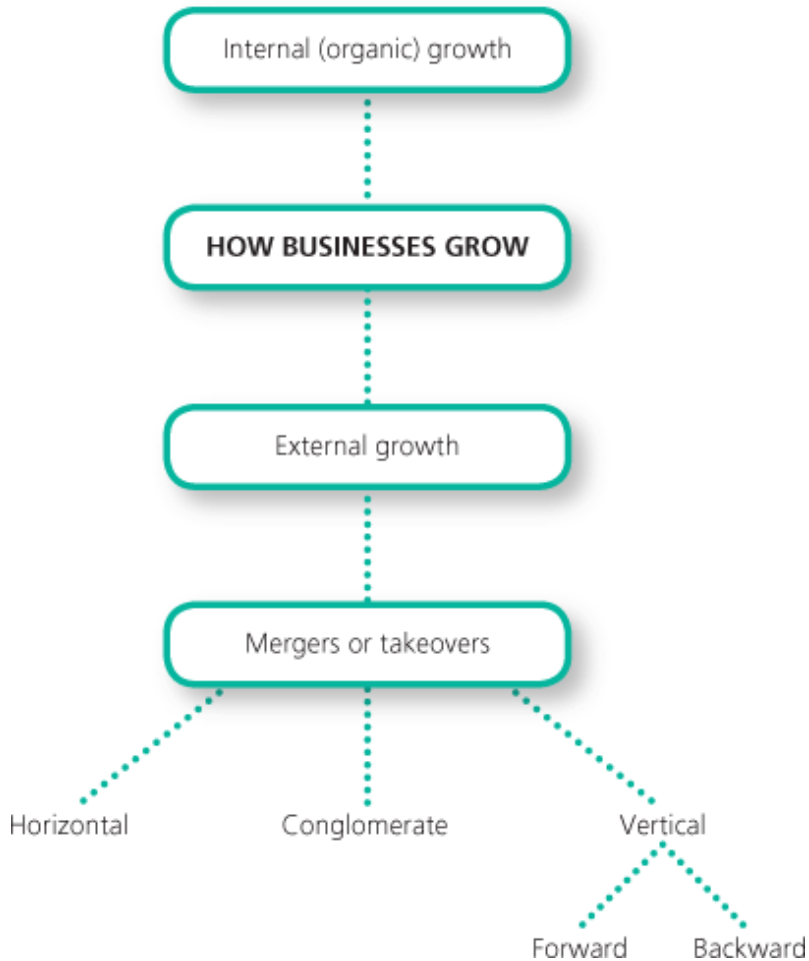 Internal (organic) growth
HOW BUSINESSES GROW
External growth
Mergers or takeovers
Horizontal
Conglomerate
Vertical
Forward
Backward